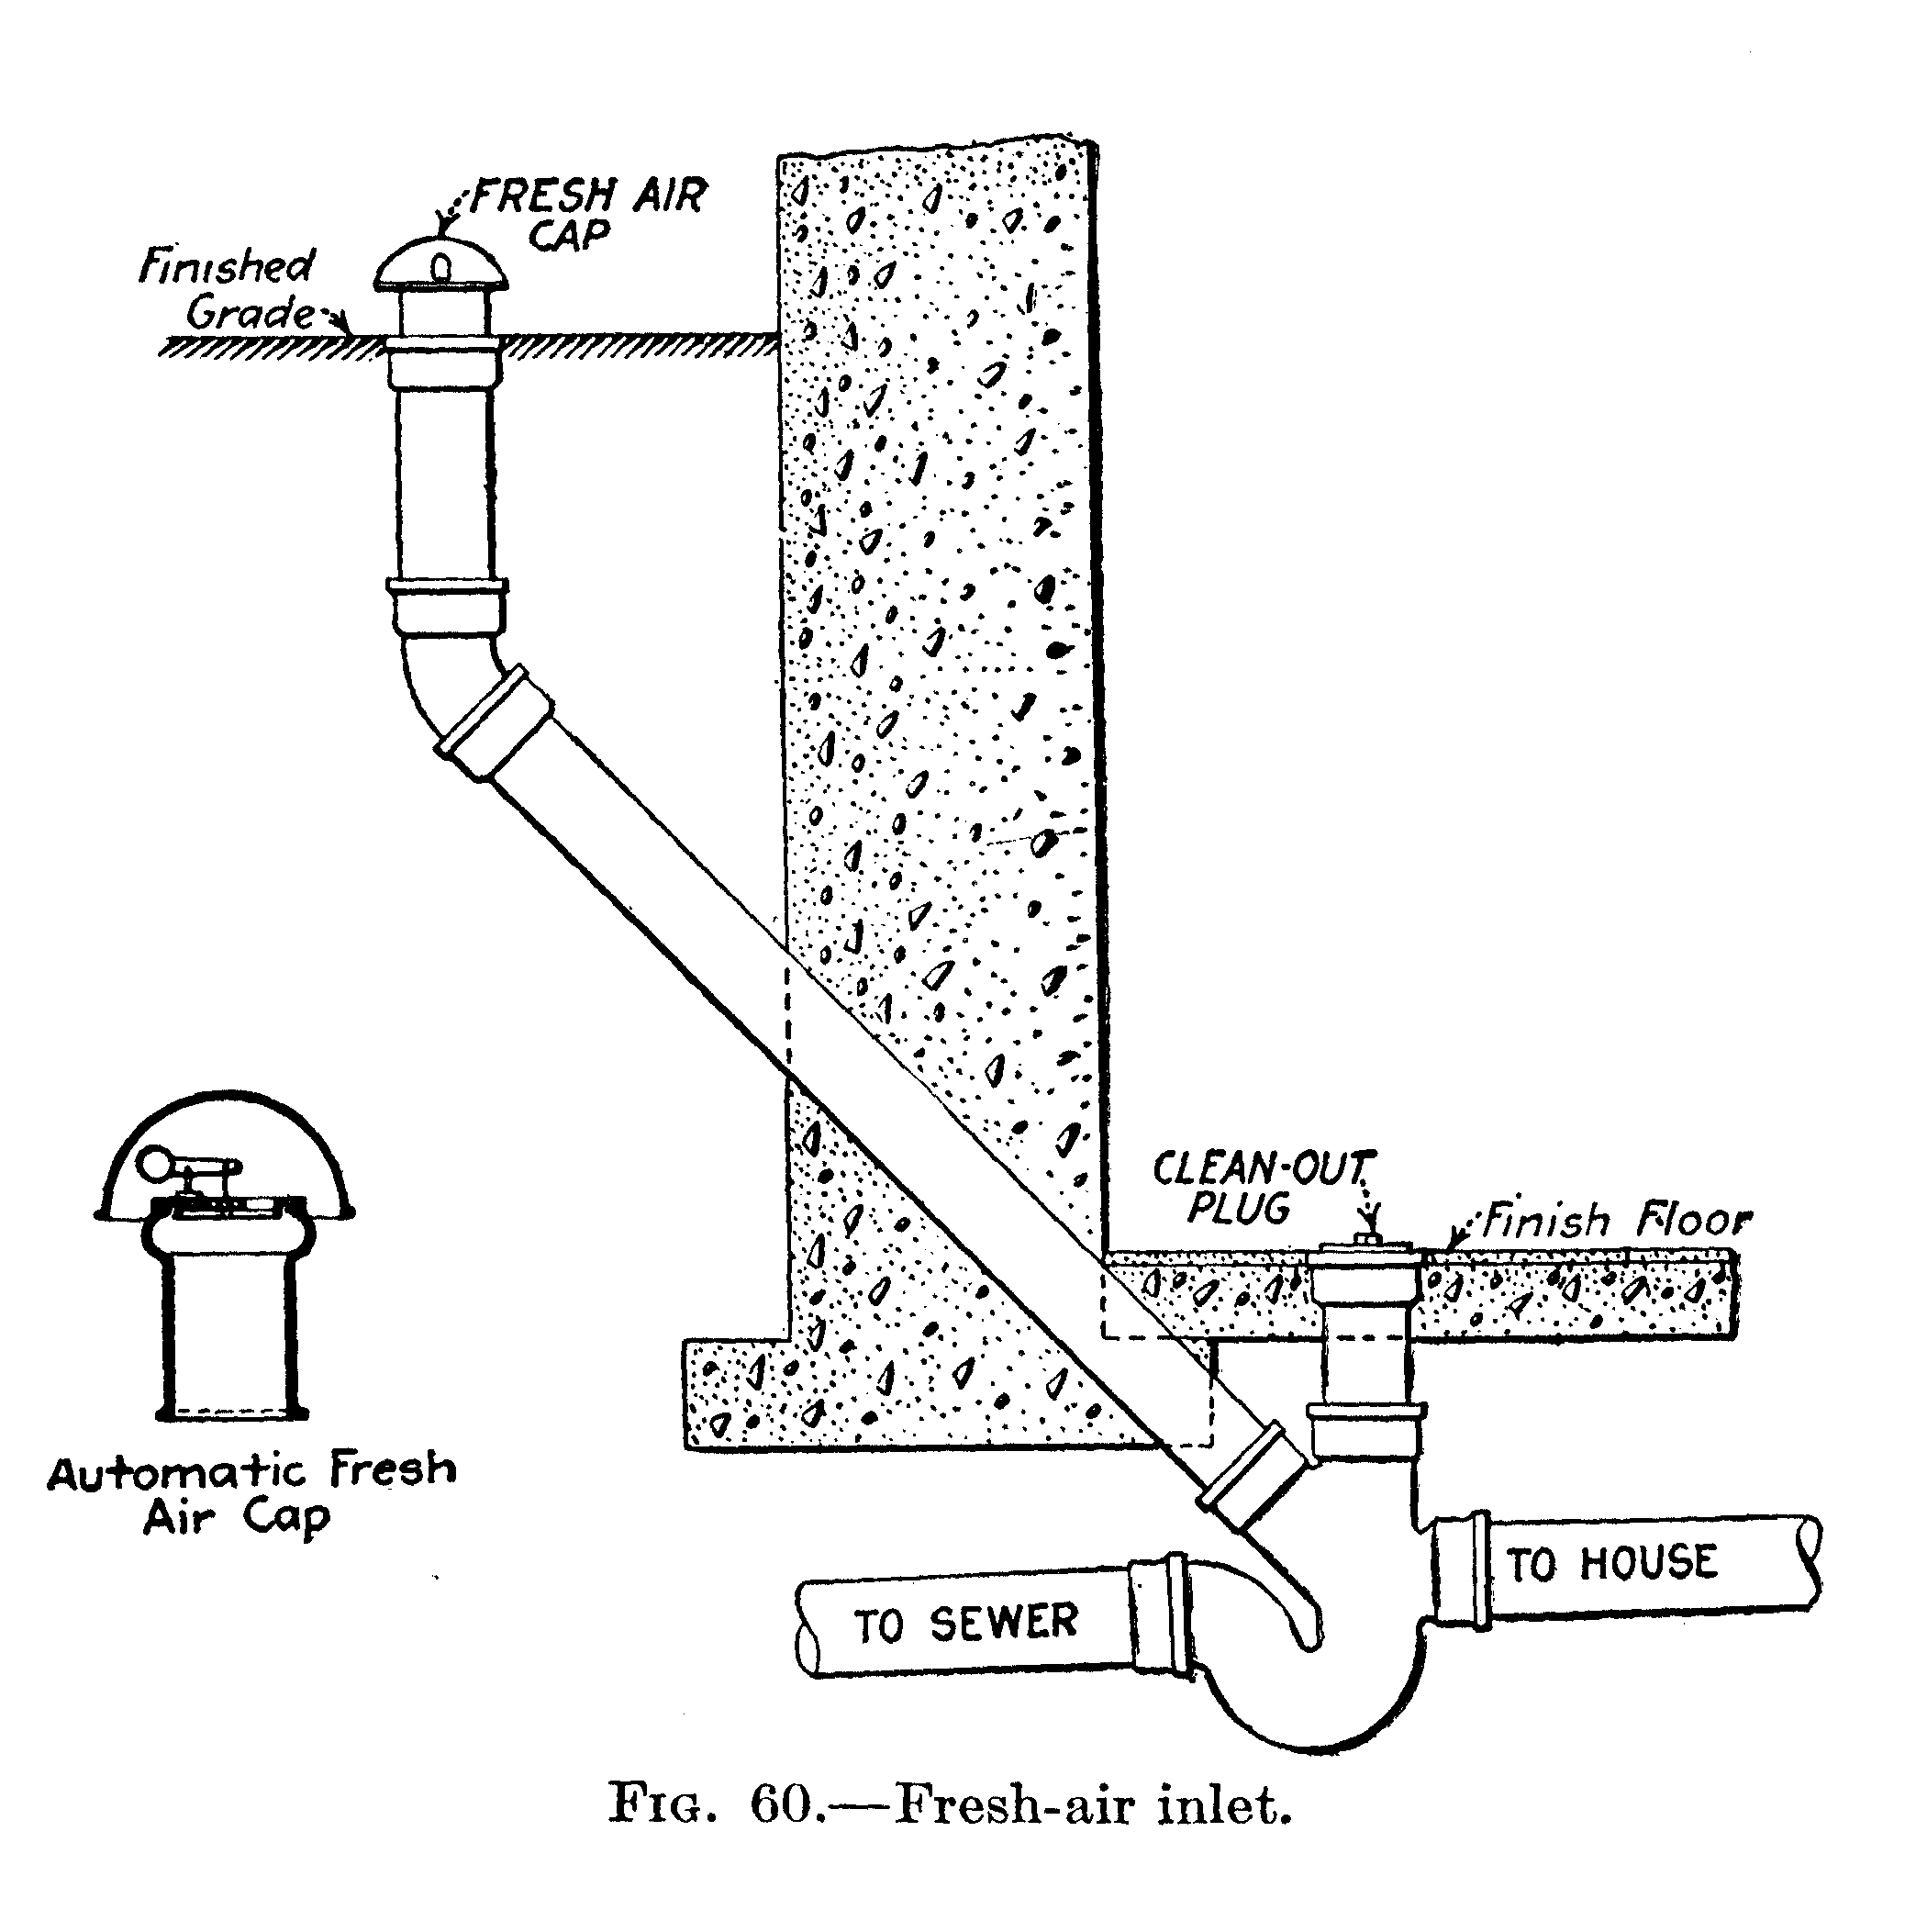 FRESH AIR
CAP
Finished
Grade
CLEAN-OUT
PLUG
Finish Floor
Automatic Fresh
Air Cap
TO HOUSE
TO SEWER
FIG. 60.—Fresh-air inlet.